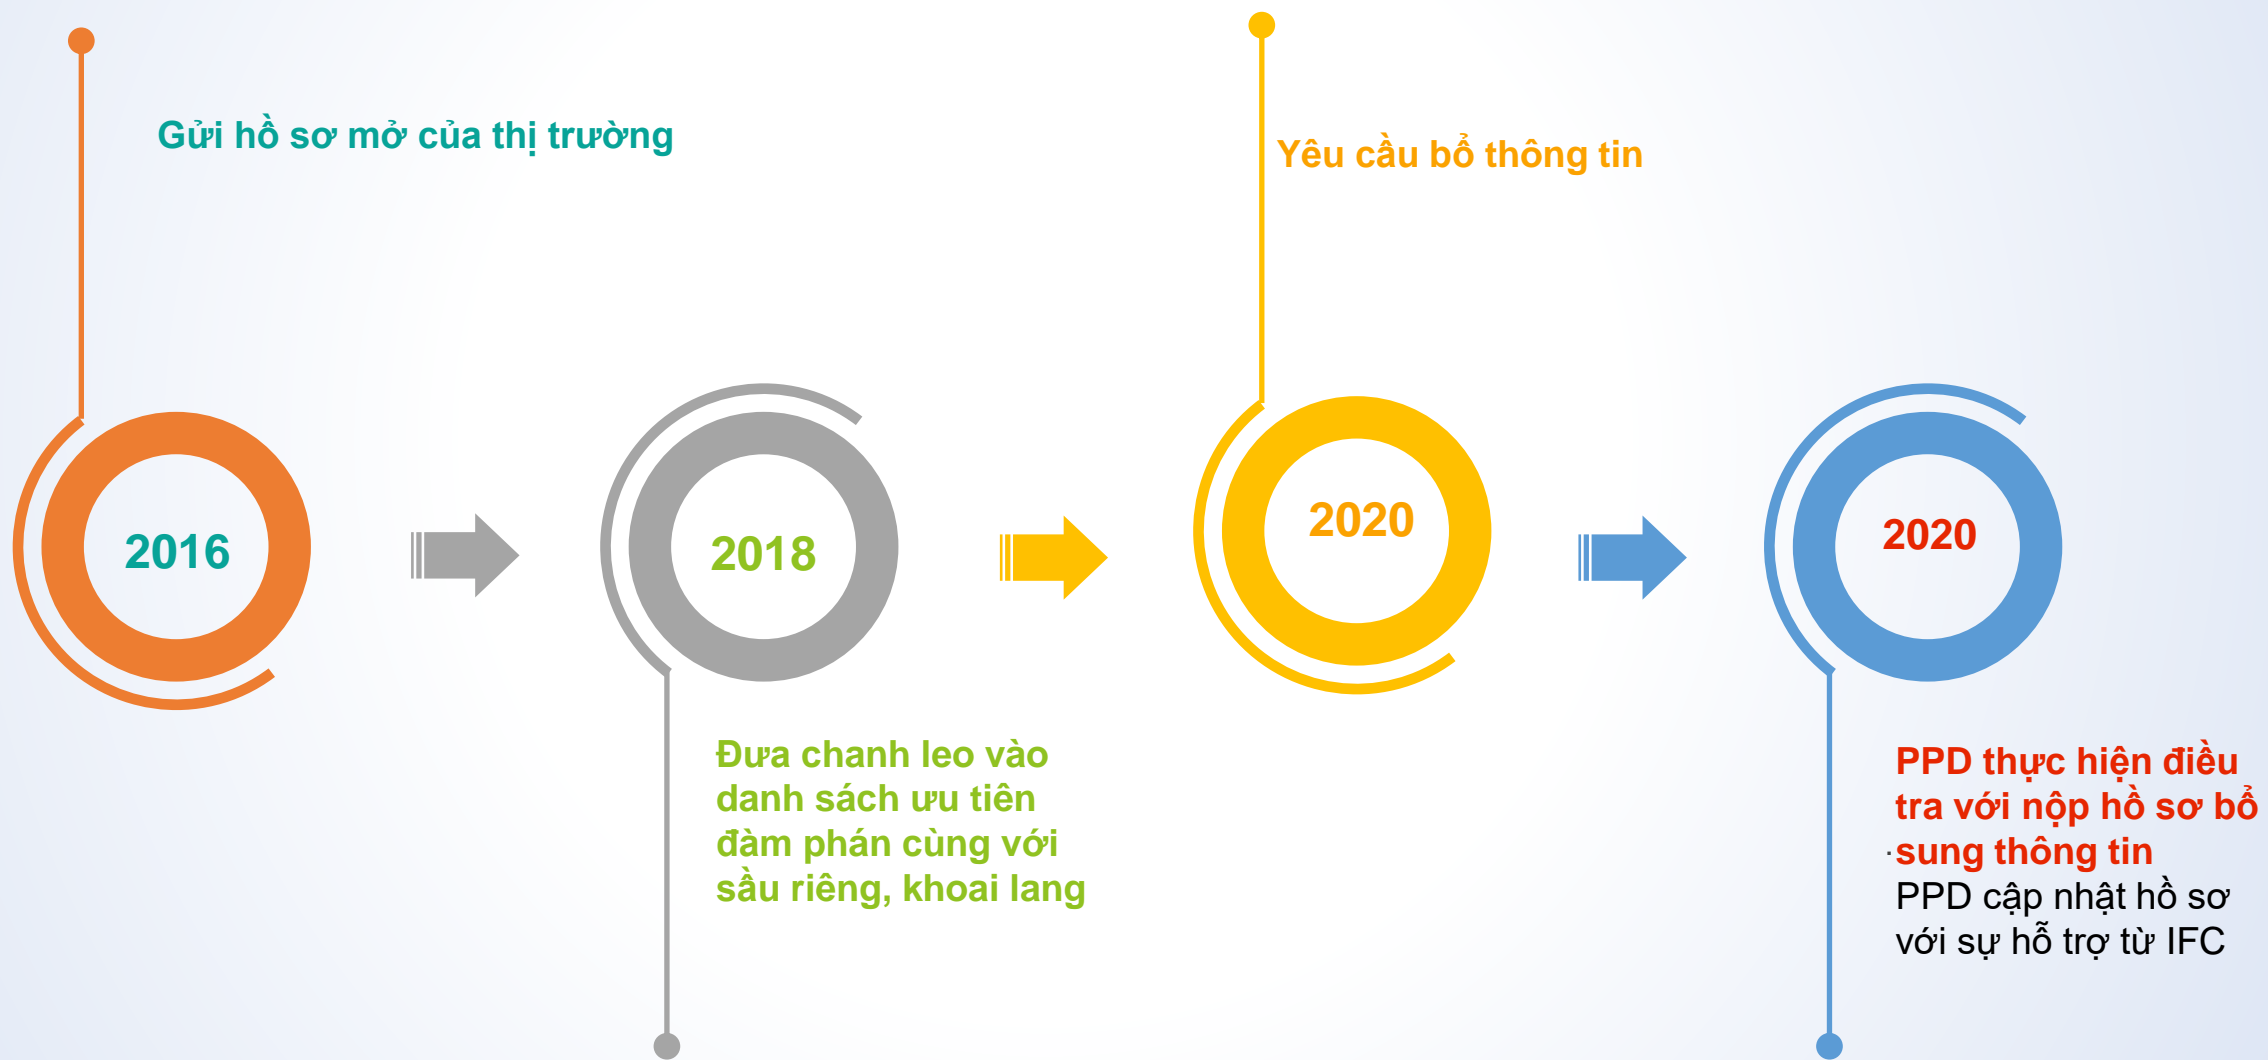 Gửi hồ sơ mở của thị trường
2016
2018
Đưa chanh leo vào
danh sách ưu tiên
đàm phán cùng với
sầu riêng, khoai lang
Yêu cầu bổ thông tin
2020
2020
PPD thực hiện điều
tra với nộp hồ sơ bổ
sung thông tin
PPD cập nhật hồ sơ
với sự hỗ trợ từ IFC